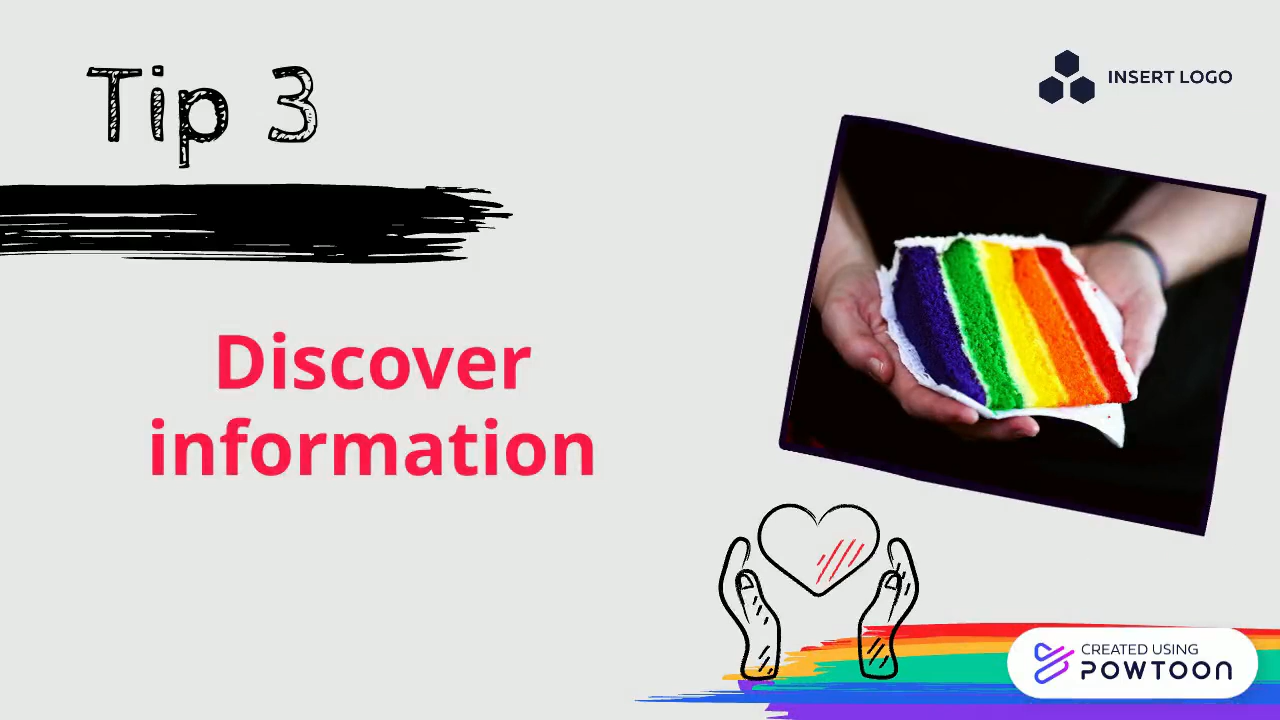 Tip 3
INSERT LOGO
Discover
information
CREATED USING
POWTOON